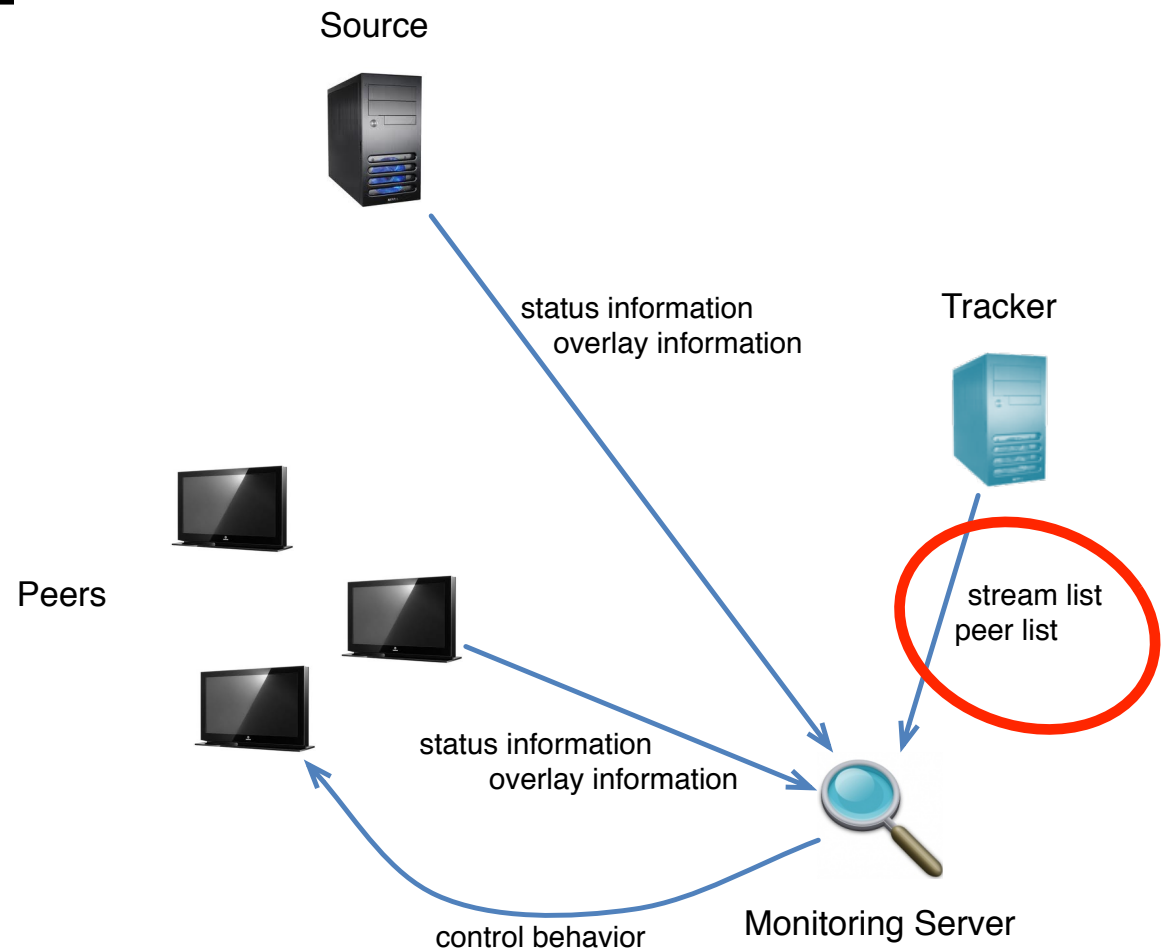 Source
status information
overlay information
Tracker
Peers
stream list
peer list
status information
overlay information
control behavior
Monitoring Server